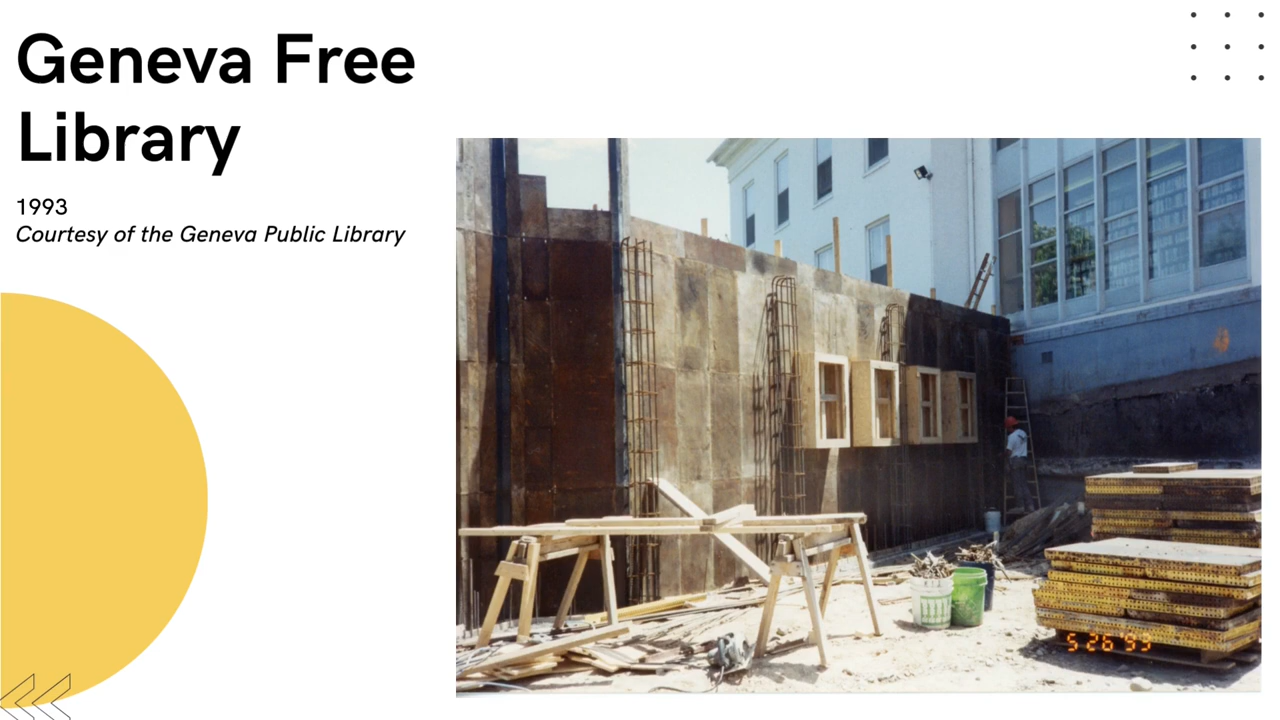 Geneva Free
Library
1993
Courtesy of the Geneva Public Library
5 26 '93